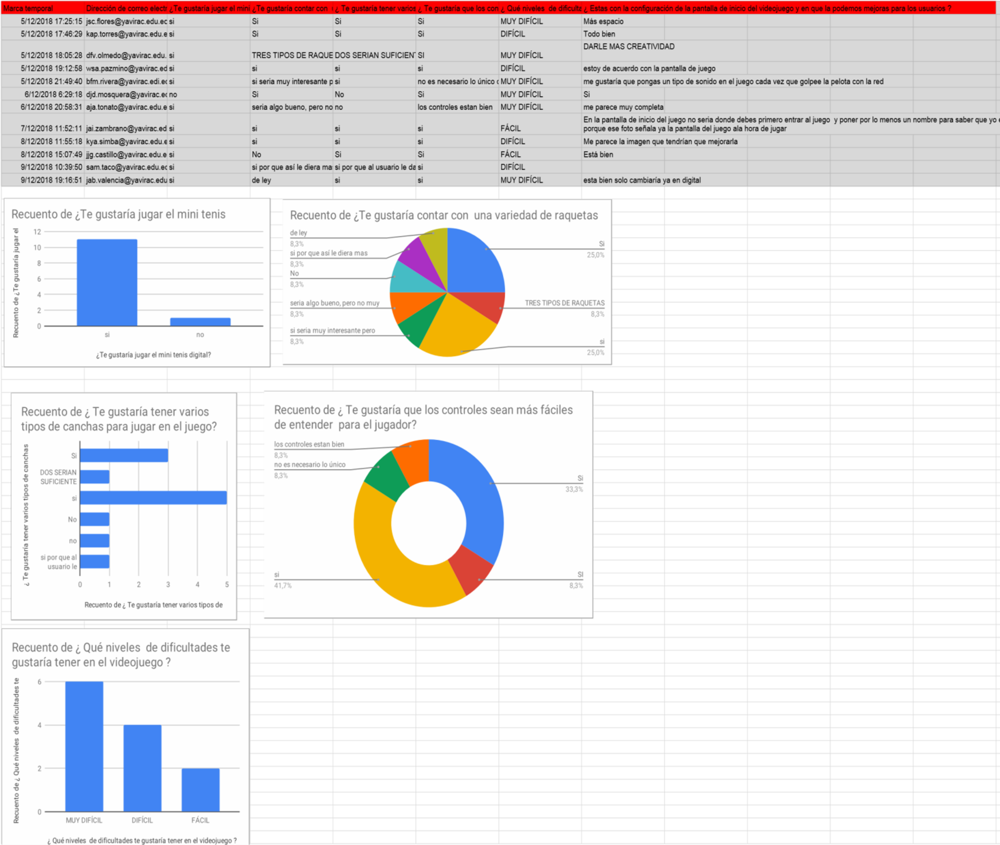 Marca temporal Dirección de correo electr ¿Te gustaría jugar el mini ¿Te gustaría contar con ¿ Te gustaría tener varios ¿ Te gustaría que los con ¿ Qué niveles de dificulta ¿ Estas con la configuración de la pantalla de inicio del videojuego y en que la podemos mejoras para los usuarios ?
5/12/2018 17:25:15 jsc.flores@yavirac.edu.ec si Si Si Si MUY DIFÍCIL Más espacio
5/12/2018 17:46:29 kap.torres@yavirac.edu.e si Si Si Si DIFÍCIL Todo bien
5/12/2018 18:05:28 dfv.olmedo@yavirac.edu. si TRES TIPOS DE RAQUE DOS SERIAN SUFICIENT SI MUY DIFÍCIL DARLE MAS CREATIVIDAD
5/12/2018 19:12:58 wsa.pazmino@yavirac.ed si si si si DIFÍCIL estoy de acuerdo con la pantalla de juego
5/12/2018 21:49:40 bfm.rivera@yavirac.edi.ec si si seria muy interesante p si no es necesario lo único MUY DIFÍCIL me gustaría que pongas un tipo de sonido en el juego cada vez que golpee la pelota con la red
6/12/2018 6:29:18 djd.mosquera@yavirac.ec no Si No Si MUY DIFÍCIL Si
6/12/2018 20:58:31 aja.tonato@yavirac.edu.e si seria algo bueno, pero no no los controles estan bien MUY DIFÍCIL me parece muy completa
7/12/2018 11:52:11 jai.zambrano@yavirac.ed si si si si FÁCIL En la pantalla de inicio del juego no seria donde debes primero entrar al juego y poner por lo menos un nombre para saber que yo e
porque ese foto señala ya la pantalla del juego ala hora de jugar
8/12/2018 11:55:18 kya.simba@yavirac.edu.e si si si si DIFÍCIL Me parece la imagen que tendrían que mejorarla
8/12/2018 15:07:49 jjg.castillo@yavirac.edu.e si No Si Si FÁCIL Está bien
9/12/2018 10:39:50 sam.taco@yavirac.edu.ec si si por que así le diera ma si por que al usuario le da si DIFÍCIL
9/12/2018 19:16:51 jab.valencia@yavirac.edu si de ley si si MUY DIFÍCIL esta bien solo cambiaría ya en digital
Recuento de ¿Te gustaría jugar el mini tenis
Recuento de ¿Te gustaría jugar el
12
10
8
6
4
2
0
si no
¿Te gustaría jugar el mini tenis digital?
Recuento de ¿Te gustaría contar con una variedad de raquetas
de ley
8,3%
si por que así le diera mas
8,3%
No
8,3%
seria algo bueno, pero no muy
8,3%
si seria muy interesante pero
8,3%
Si
25,0%
TRES TIPOS DE RAQUETAS
8,3%
si
25,0%
Recuento de ¿ Te gustaría tener varios
tipos de canchas para jugar en el juego?
¿ Te gustaría tener varios tipos de canchas
Si
DOS SERIAN
SUFICIENTE
si
No
no
si por que al
usuario le
0 1 2 3 4 5
Recuento de ¿ Te gustaría tener varios tipos de
Recuento de ¿ Te gustaría que los controles sean más fáciles
de entender para el jugador?
los controles estan bien
8,3%
no es necesario lo único
8,3%
si
41,7%
Si
33,3%
SI
8,3%
Recuento de ¿ Qué niveles de dificultades te
gustaría tener en el videojuego ?
Recuento de ¿ Qué niveles de dificultades te
6
4
2
0
MUY DIFÍCIL DIFÍCIL FÁCIL
¿ Qué niveles de dificultades te gustaría tener en el videojuego ?